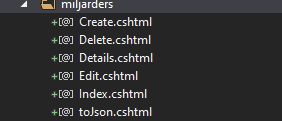 miljarders
+[@] Create.cshtml
+[@] Delete.cshtml
+[@] Details.cshtml
+[@] Edit.cshtml
+[@] Index.cshtml
+[@] toJson.cshtml